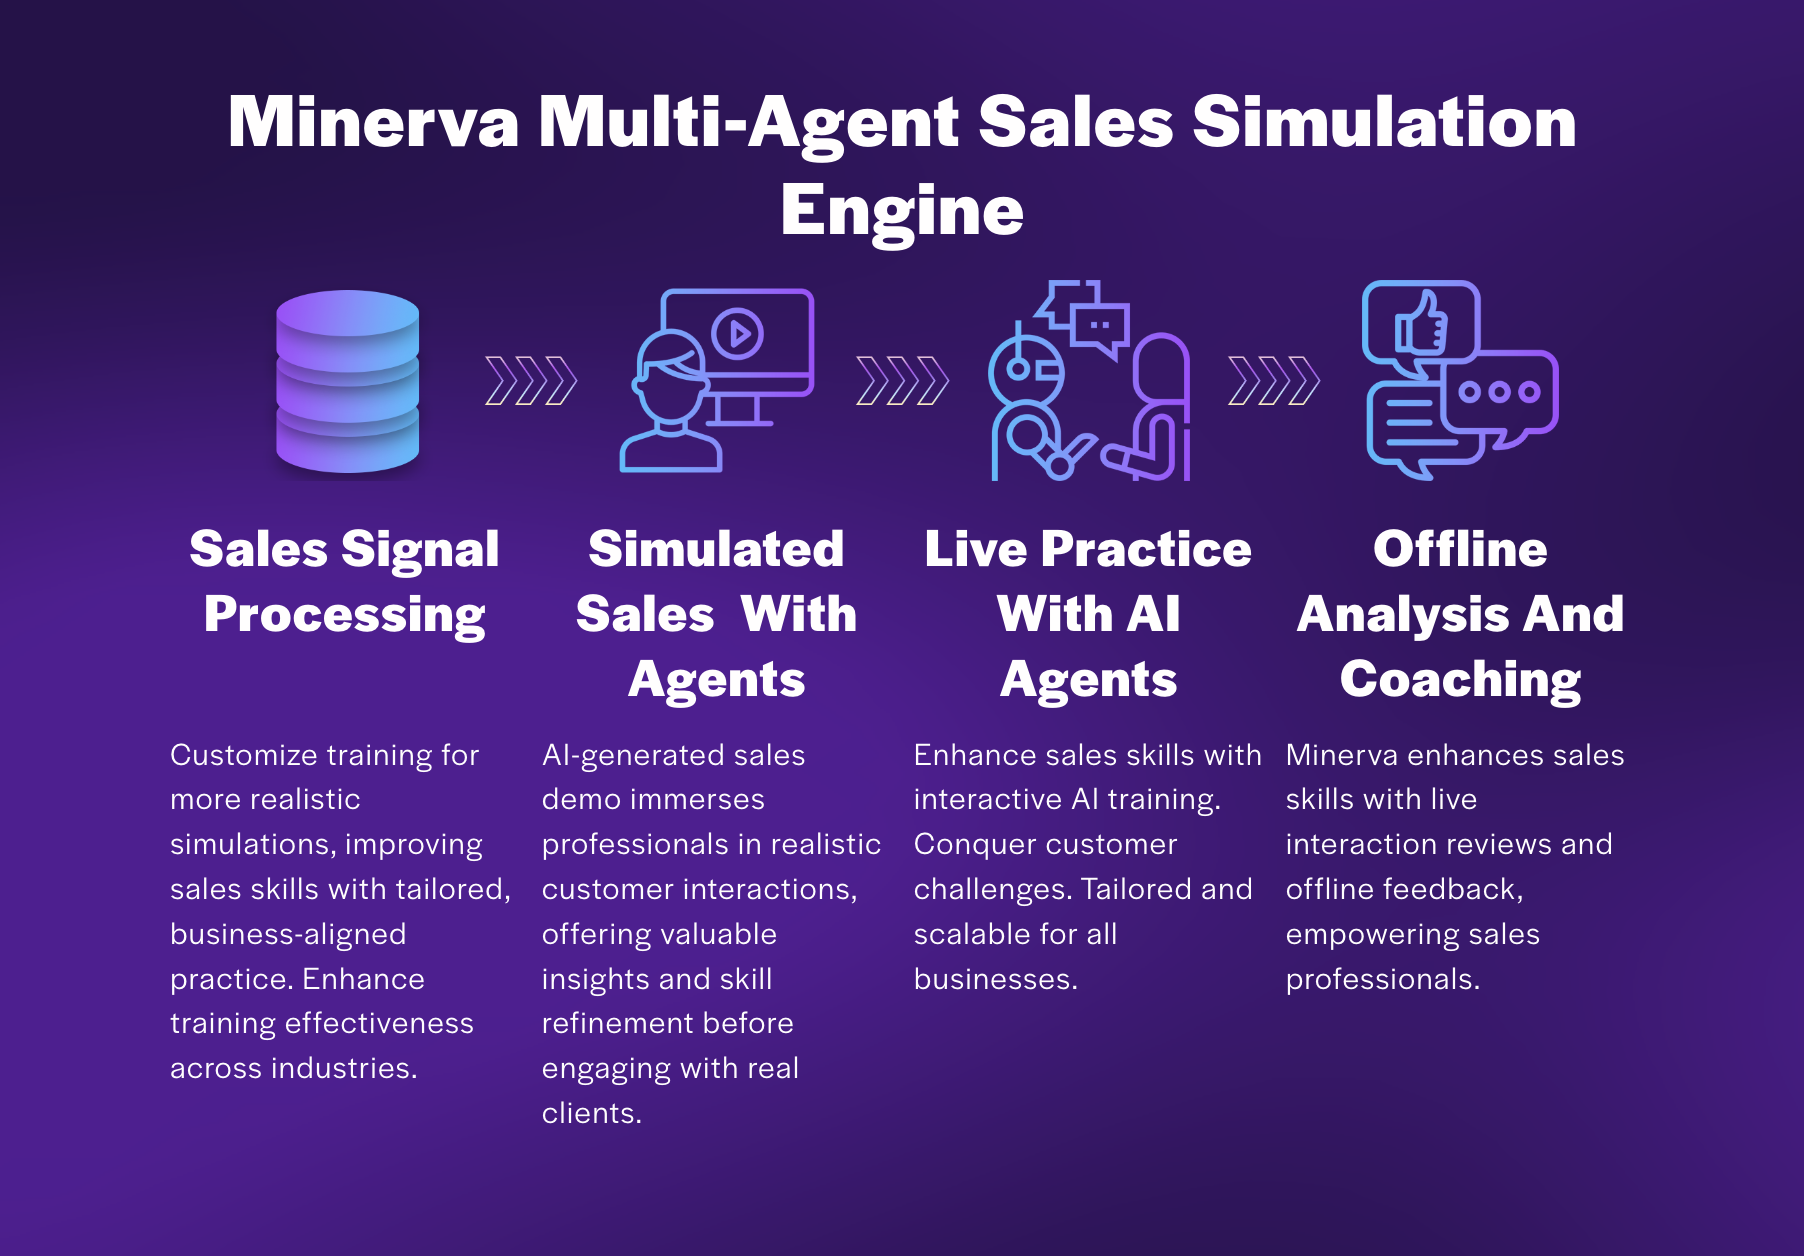 Minerva Multi-Agent Sales Simulation
Engine
Sales Signal
Processing
Customize training for
more realistic
simulations, improving
sales skills with tailored,
business-aligned
practice. Enhance
training effectiveness
across industries.
Simulated
Sales  With
Agents
AI-generated sales
demo immerses
professionals in realistic
customer interactions,
offering valuable
insights and skill
refinement before
engaging with real
clients.
Live Practice
With AI
Agents
Enhance sales skills with
interactive AI training.
Conquer customer
challenges. Tailored and
scalable for all
businesses.
Offline
Analysis And
Coaching
Minerva enhances sales
skills with live
interaction reviews and
offline feedback,
empowering sales
professionals.